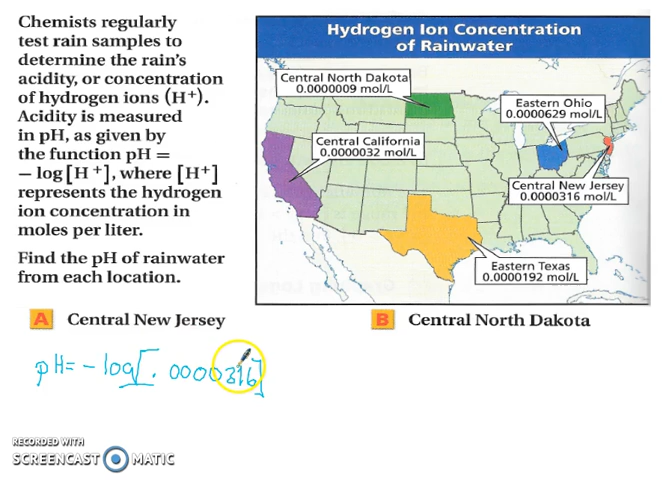 Chemists regularly
test rain samples to
determine the rain's
acidity, or concentration
of hydrogen ions (H⁺).
Acidity is measured
in pH, as given by
the function pH =
– log [H⁺], where [H⁺]
represents the hydrogen
ion concentration in
moles per liter.
Find the pH of rainwater
from each location.
Hydrogen Ion Concentration
of Rainwater
Central North Dakota
0.0000009 mol/L
Eastern Ohio
0.0000629 mol/L
Central California
0.0000032 mol/L
Central New Jersey
0.0000316 mol/L
Eastern Texas
0.0000192 mol/L
A Central New Jersey
B Central North Dakota
pH = – log[.0000316]
RECORDED WITH
SCREENCAST O MATIC